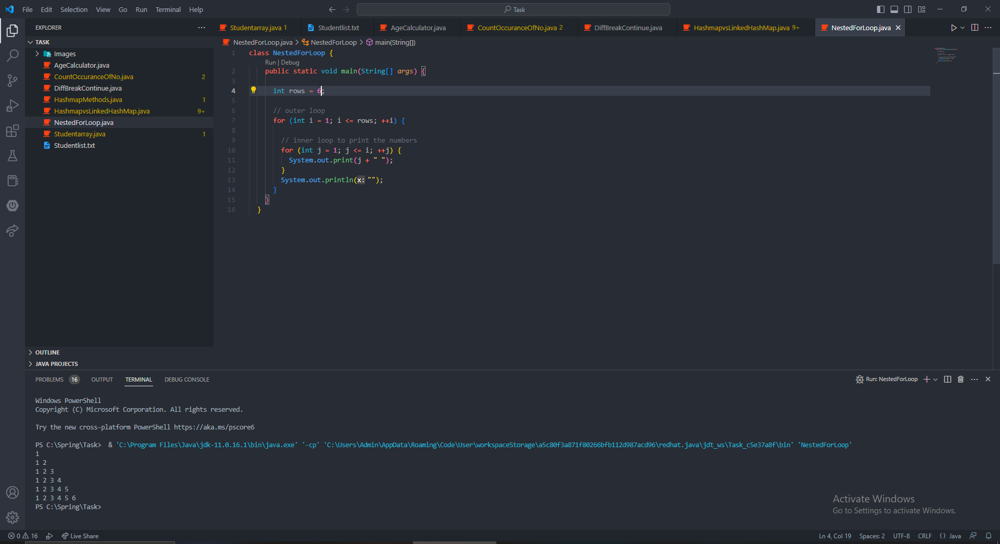 File Edit Selection View Go Run Terminal Help
Task
EXPLORER
Studentarray.java 1
Studentlist.txt
AgeCalculator.java
CountOccuranceOfNo.java 2
DiffBreakContinue.java
HashmapvsLinkedHashMap.java 9+
NestedForLoop.java
TASK
Images
AgeCalculator.java
CountOccuranceOfNo.java 2
DiffBreakContinue.java
HashmapMethods.java 1
HashmapvsLinkedHashMap.java 9+
NestedForLoop.java
Studentarray.java 1
Studentlist.txt
OUTLINE
JAVA PROJECTS
NestedForLoop.java > NestedForLoop > main(String[])
1 class NestedForLoop {
Run | Debug
2 public static void main(String[] args) {
3
4 int rows = 6;
5
6 // outer loop
7 for (int i = 1; i <= rows; ++i) {
8
9 // inner loop to print the numbers
10 for (int j = 1; j <= i; ++j) {
11 System.out.print(j + " ");
12 }
13 System.out.println(x: "");
14 }
15 }
16 }
PROBLEMS 16 OUTPUT TERMINAL DEBUG CONSOLE
Run: NestedForLoop
Windows PowerShell
Copyright (C) Microsoft Corporation. All rights reserved.
Try the new cross-platform PowerShell https://aka.ms/pscore6
PS C:\Spring\Task> & 'C:\Program Files\Java\jdk-11.0.16.1\bin\java.exe' '-cp' 'C:\Users\Admin\AppData\Roaming\Code\User\workspaceStorage\a5c80f3a871f80266bfb112d987acd96\redhat.java\jdt_ws\Task_c5e37a8f\bin' 'NestedForLoop'
1
1 2
1 2 3
1 2 3 4
1 2 3 4 5
1 2 3 4 5 6
PS C:\Spring\Task>
Activate Windows
Go to Settings to activate Windows.
0 16 Live Share
Ln 4, Col 19 Spaces: 2 UTF-8 CRLF {} Java